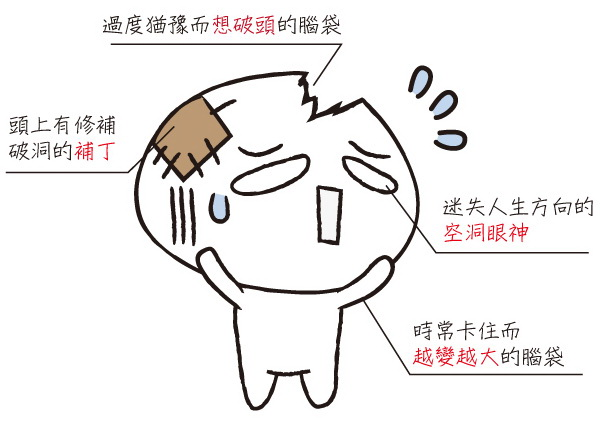 過度猶豫而想破頭的腦袋
頭上有修補
破洞的補丁
迷失人生方向的
空洞眼神
時常卡住而
越變越大的腦袋